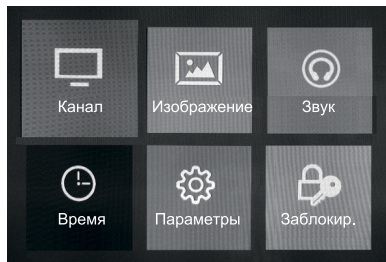 Канал
Изображение
Звук
Время
Параметры
Заблокир.